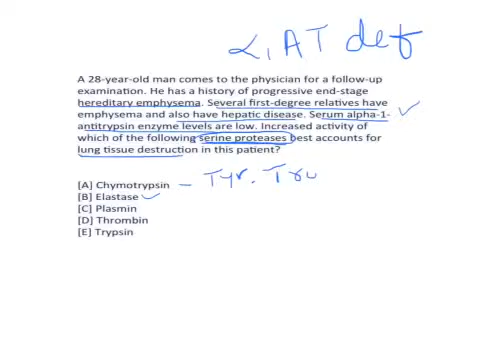 α, AT def
A 28-year-old man comes to the physician for a follow-up
examination. He has a history of progressive end-stage
hereditary emphysema. Several first-degree relatives have
emphysema and also have hepatic disease. Serum alpha-1-
antitrypsin enzyme levels are low. Increased activity of
which of the following serine proteases best accounts for
lung tissue destruction in this patient?
[A] Chymotrypsin – Tyr. Tru
[B] Elastase
[C] Plasmin
[D] Thrombin
[E] Trypsin